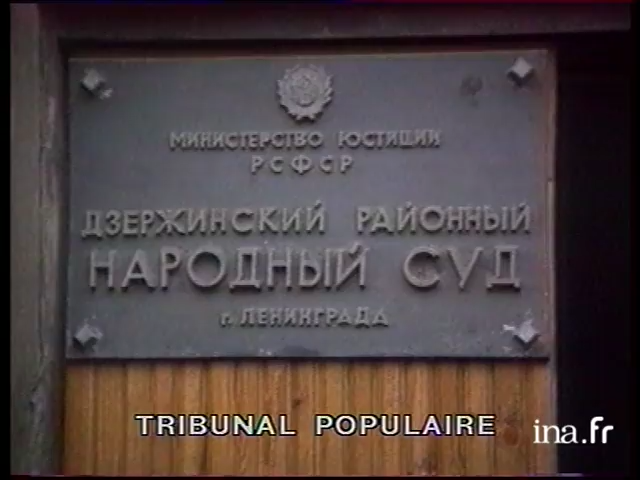 МИНИСТЕРСТВО ЮСТИЦИИ
РСФСР
ДЗЕРЖИНСКИЙ РАЙОННЫЙ
НАРОДНЫЙ СУД
г. ЛЕНИНГРАДА
TRIBUNAL POPULAIRE
ina.fr